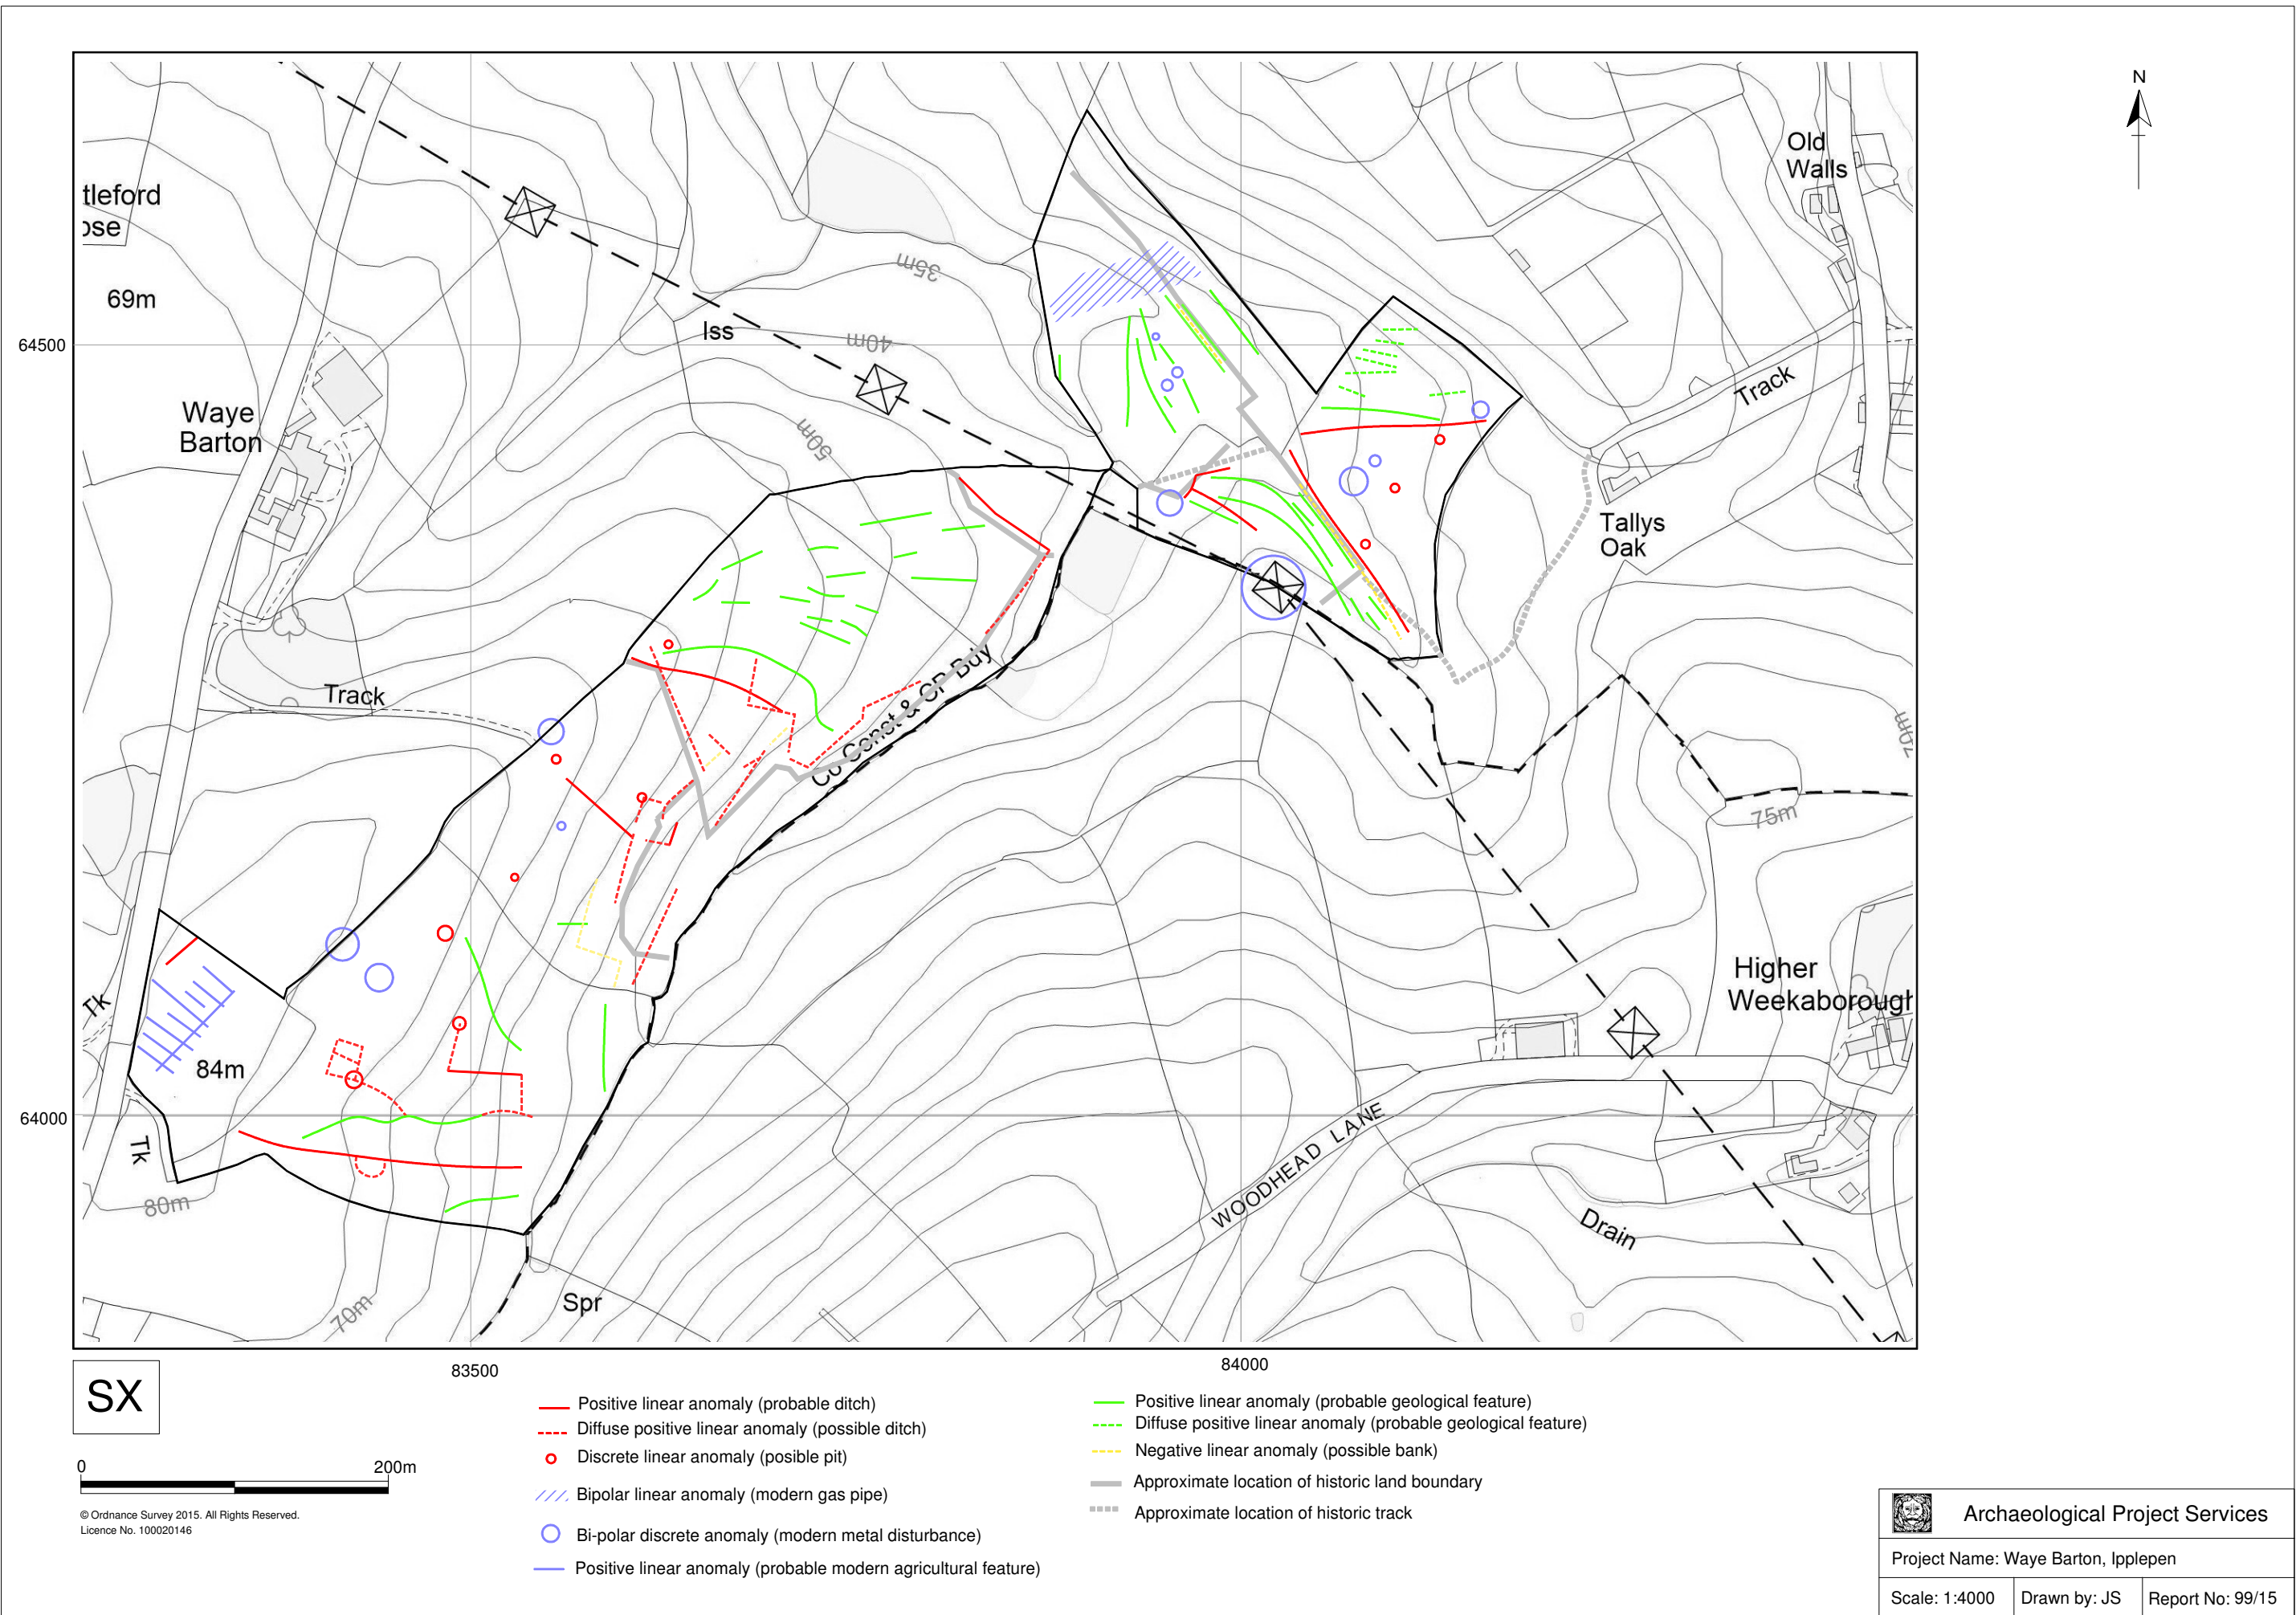 N
Old
Walls
tleford
ose
35m
69m
64500
Iss
40m
Track
Waye
Barton
50m
Tallys
Oak
Co Const & CP Bdy
Track
70m
75m
Higher
Weekaborough
Tk
84m
64000
WOODHEAD LANE
Tk
80m
Drain
Spr
70m
83500
84000
SX
0 200m
© Ordnance Survey 2015. All Rights Reserved.
Licence No. 100020146
Positive linear anomaly (probable ditch)
Diffuse positive linear anomaly (possible ditch)
Discrete linear anomaly (posible pit)
Bipolar linear anomaly (modern gas pipe)
Bi-polar discrete anomaly (modern metal disturbance)
Positive linear anomaly (probable modern agricultural feature)
Positive linear anomaly (probable geological feature)
Diffuse positive linear anomaly (probable geological feature)
Negative linear anomaly (possible bank)
Approximate location of historic land boundary
Approximate location of historic track
Archaeological Project Services
Project Name: Waye Barton, Ipplepen
Scale: 1:4000 Drawn by: JS Report No: 99/15